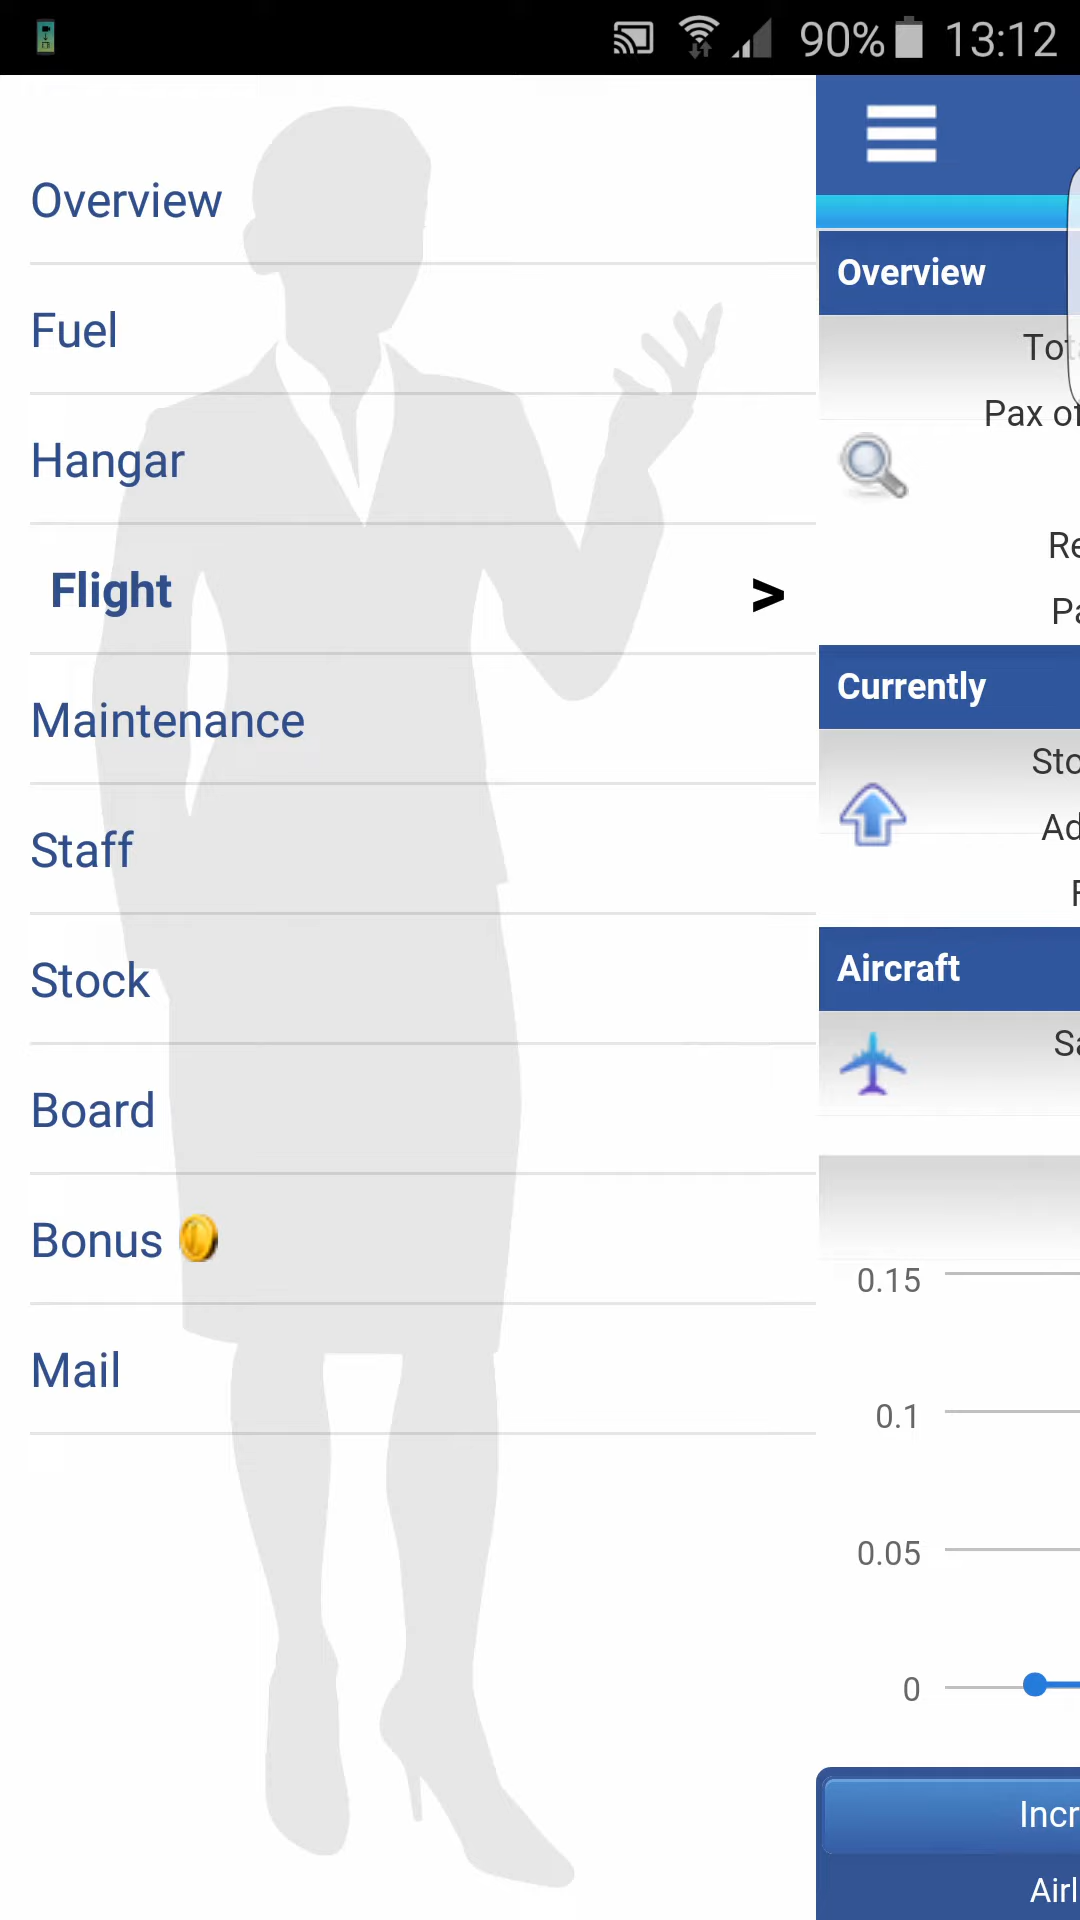 90% 13:12
Overview
Fuel
Hangar
Flight >
Maintenance
Staff
Stock
Board
Bonus
Mail
Overview
Pax
Currently
Aircraft
0.15
0.1
0.05
0